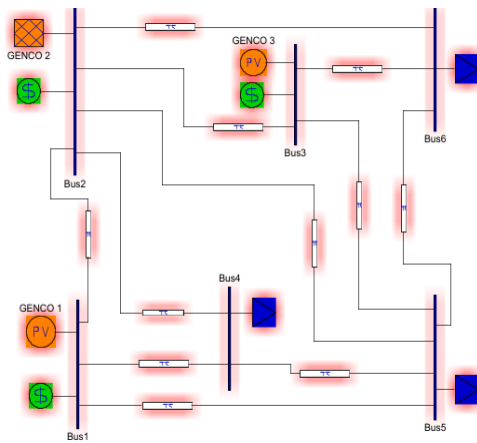 GENCO 2
GENCO 3
PV
$
$
Bus2
Bus3
Bus6
Bus4
GENCO 1
PV
$
Bus1
Bus5